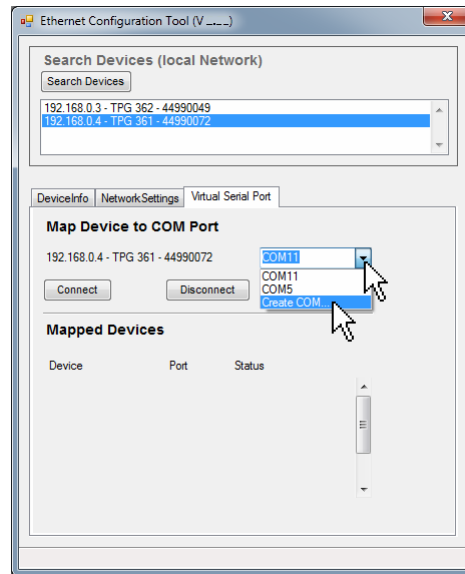 Ethernet Configuration Tool (V _.__)
Search Devices (local Network)
Search Devices
192.168.0.3 - TPG 362 - 44990049
192.168.0.4 - TPG 361 - 44990072
DeviceInfo NetworkSettings Virtual Serial Port
Map Device to COM Port
192.168.0.4 - TPG 361 - 44990072 COM11
COM11
Connect Disconnect COM5
Create COM...
Mapped Devices
Device Port Status